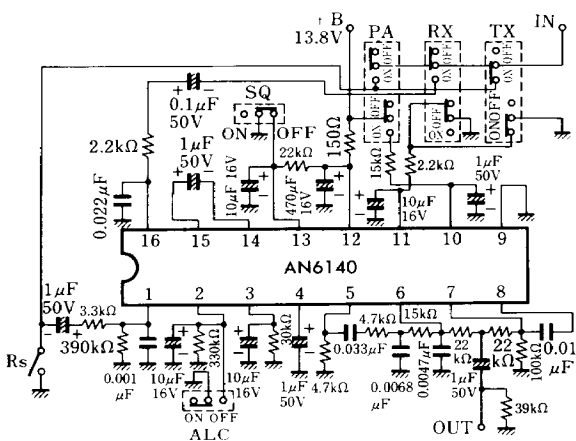 B PA RX TX IN
13.8V
OFF OFF OFF
ON ON ON
OFF
ON OFF ON
0.1µF
50V
SQ
ON OFF
150Ω
2.2kΩ
1µF
50V
22kΩ
15kΩ
2.2kΩ
1µF
50V
0.022µF
10µF 16V
470µF
16V
10µF
16V
16 15 14 13 12 11 10 9
AN6140
1 2 3 4 5 6 7 8
1µF
50V
3.3kΩ
390kΩ
330kΩ
30kΩ
4.7kΩ
15kΩ
0.033µF
22
kΩ
22
kΩ
100kΩ
0.01
µF
Rs
0.001
µF
10µF
16V
10µF
16V
1µF
50V
4.7kΩ
0.0068
µF
0.0047µF
1µF
50V
39kΩ
ON OFF
ALC
OUT